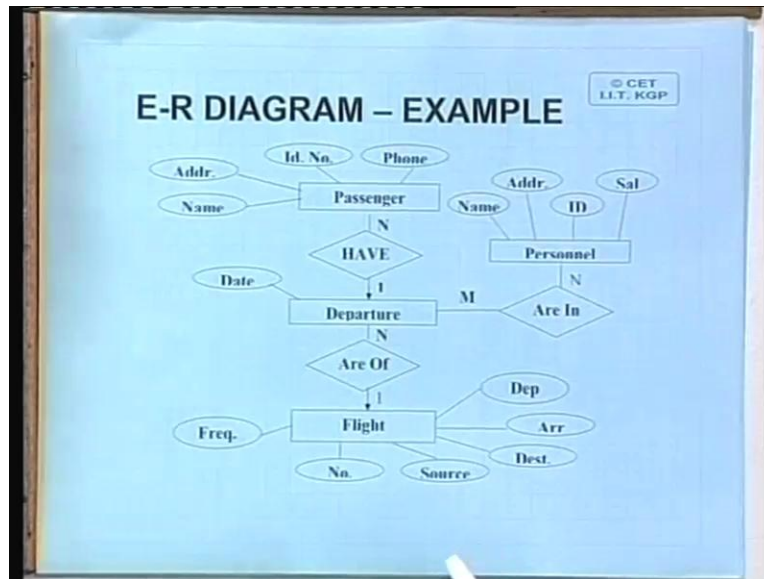 © CET
I.I.T. KGP
E-R DIAGRAM – EXAMPLE
Id. No.
Phone
Addr.
Name
Passenger
Addr.
Sal
Name
ID
N
HAVE
Personnel
1
N
Date
M
Departure
Are In
N
Are Of
1
Dep
Flight
Arr
Freq.
Dest.
No.
Source